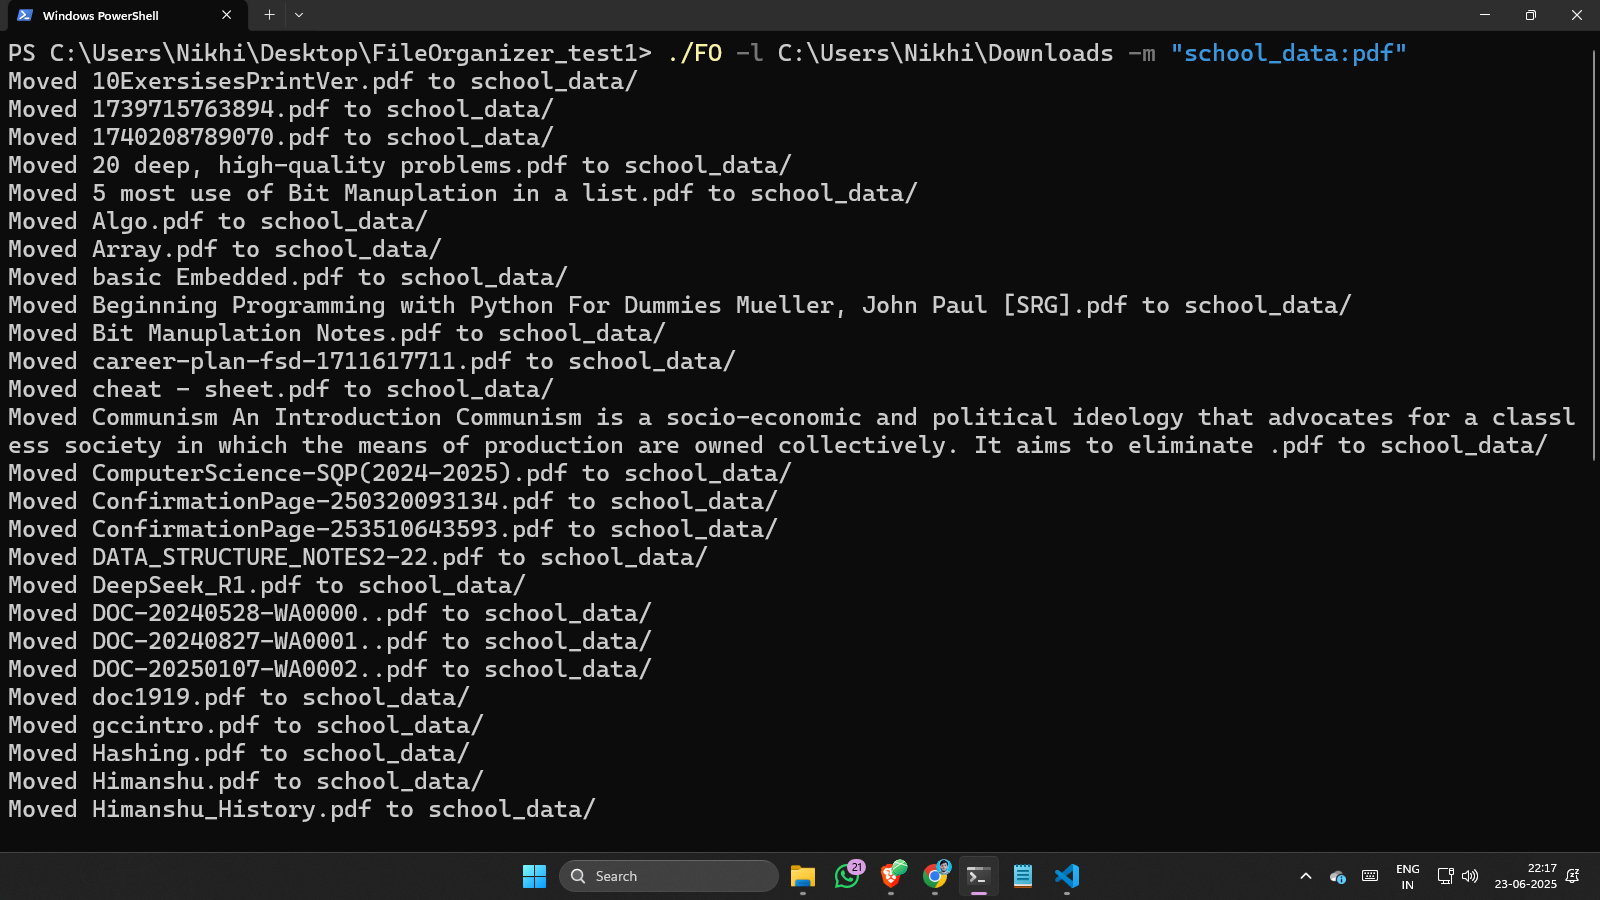 Windows PowerShell
PS C:\Users\Nikhi\Desktop\FileOrganizer_test1> ./FO -l C:\Users\Nikhi\Downloads -m "school_data:pdf"
Moved 10ExersisesPrintVer.pdf to school_data/
Moved 1739715763894.pdf to school_data/
Moved 1740208789070.pdf to school_data/
Moved 20 deep, high-quality problems.pdf to school_data/
Moved 5 most use of Bit Manuplation in a list.pdf to school_data/
Moved Algo.pdf to school_data/
Moved Array.pdf to school_data/
Moved basic Embedded.pdf to school_data/
Moved Beginning Programming with Python For Dummies Mueller, John Paul [SRG].pdf to school_data/
Moved Bit Manuplation Notes.pdf to school_data/
Moved career-plan-fsd-1711617711.pdf to school_data/
Moved cheat - sheet.pdf to school_data/
Moved Communism An Introduction Communism is a socio-economic and political ideology that advocates for a classl
ess society in which the means of production are owned collectively. It aims to eliminate .pdf to school_data/
Moved ComputerScience-SQP(2024-2025).pdf to school_data/
Moved ConfirmationPage-250320093134.pdf to school_data/
Moved ConfirmationPage-253510643593.pdf to school_data/
Moved DATA_STRUCTURE_NOTES2-22.pdf to school_data/
Moved DeepSeek_R1.pdf to school_data/
Moved DOC-20240528-WA0000..pdf to school_data/
Moved DOC-20240827-WA0001..pdf to school_data/
Moved DOC-20250107-WA0002..pdf to school_data/
Moved doc1919.pdf to school_data/
Moved gccintro.pdf to school_data/
Moved Hashing.pdf to school_data/
Moved Himanshu.pdf to school_data/
Moved Himanshu_History.pdf to school_data/
Search
21
ENG
IN
22:17
23-06-2025